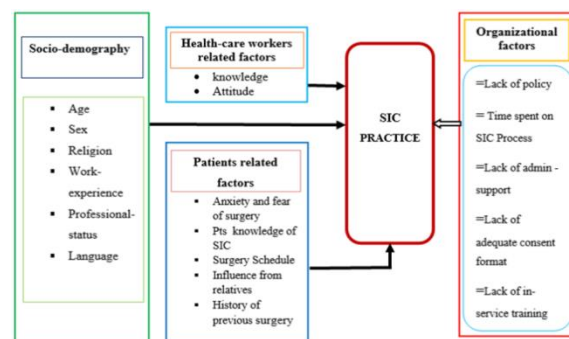 Socio-demography
▪ Age
▪ Sex
▪ Religion
▪ Work-
experience
▪ Professional-
status
▪ Language
Health-care workers
related factors
• knowledge
• Attitude
Patients related
factors
▪ Anxiety and fear
of surgery
▪ Pts knowledge of
SIC
▪ Surgery Schedule
▪ Influence from
relatives
▪ History of
previous surgery
SIC
PRACTICE
Organizational
factors
=Lack of policy
= Time spent on
SIC Process
=Lack of admin -
support
=Lack of
adequate consent
format
=Lack of in-
service training